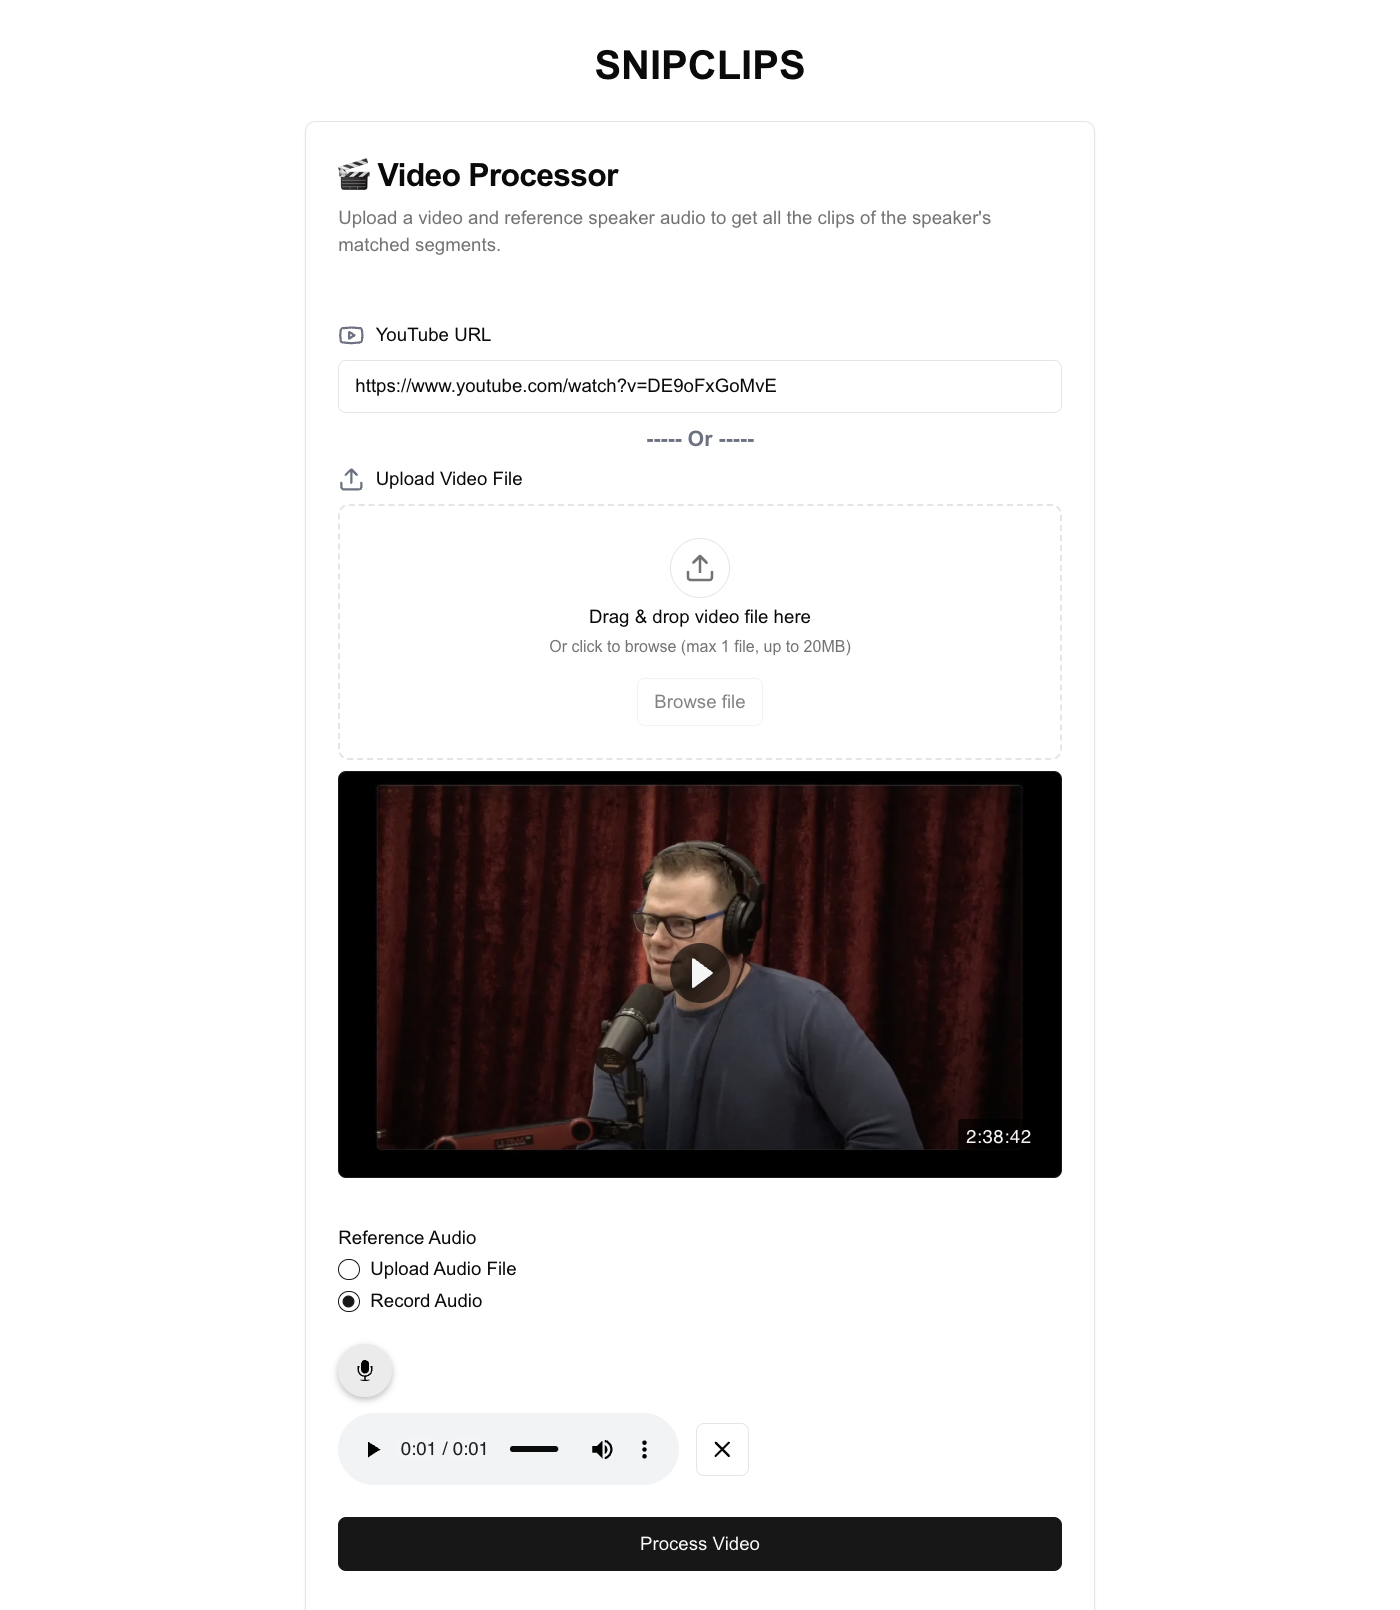 SNIPCLIPS
Video Processor
Upload a video and reference speaker audio to get all the clips of the speaker's
matched segments.
YouTube URL
https://www.youtube.com/watch?v=DE9oFxGoMvE
----- Or -----
Upload Video File
Drag & drop video file here
Or click to browse (max 1 file, up to 20MB)
Browse file
2:38:42
Reference Audio
Upload Audio File
Record Audio
0:01 / 0:01
Process Video